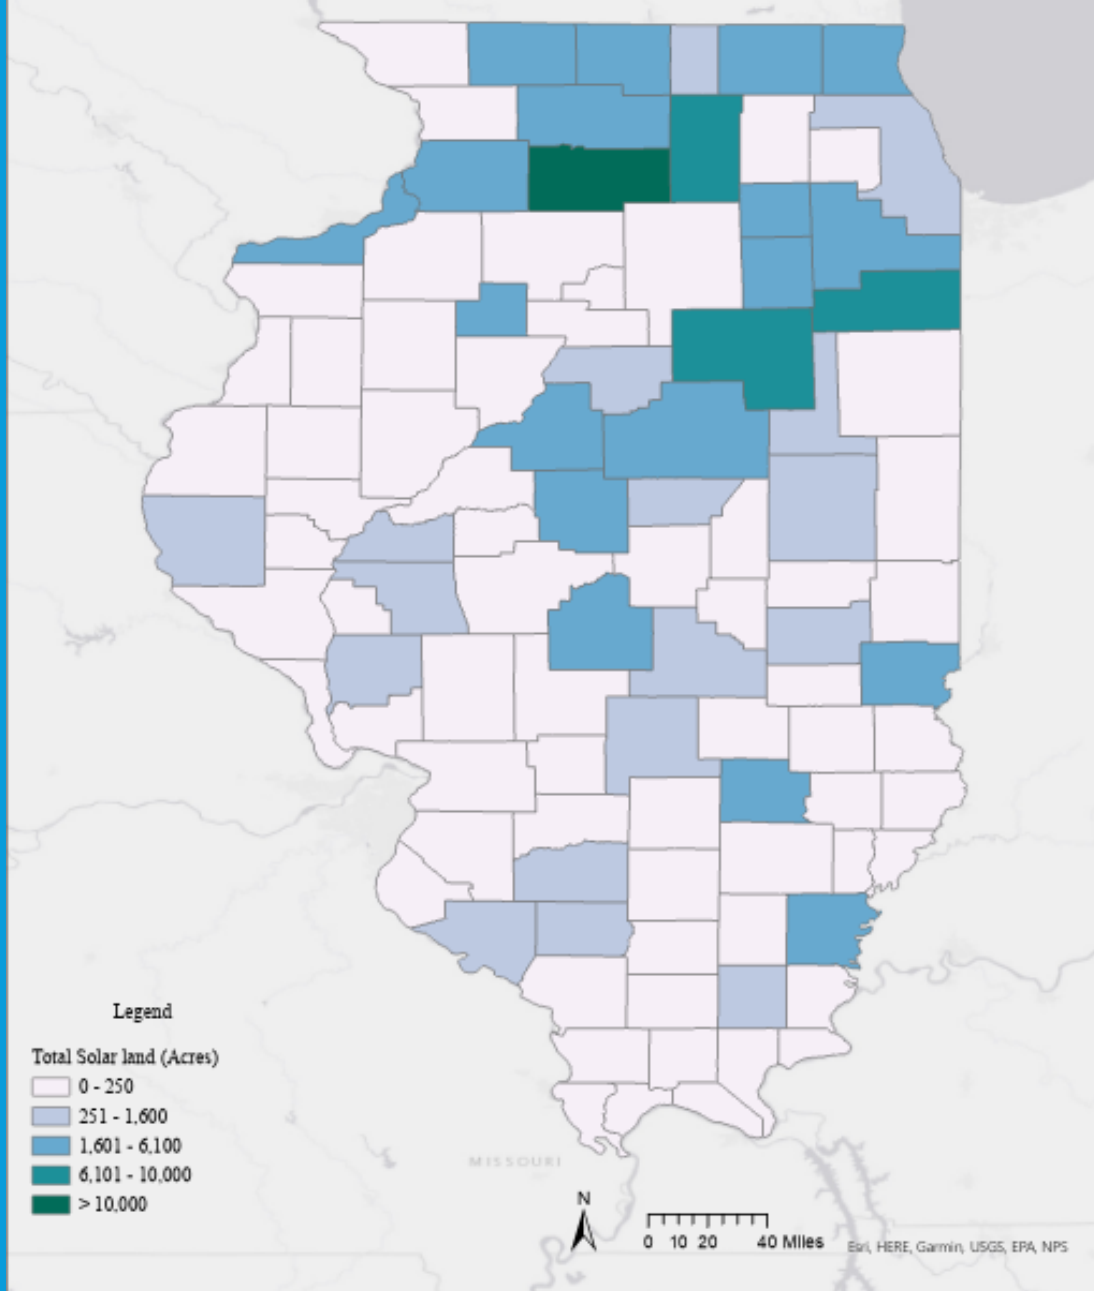 Legend
Total Solar land (Acres)
0 - 250
251 - 1,600
1,601 - 6,100
6,101 - 10,000
> 10,000
MISSOURI
N
0 10 20 40 Miles
Esri, HERE, Garmin, USGS, EPA, NPS